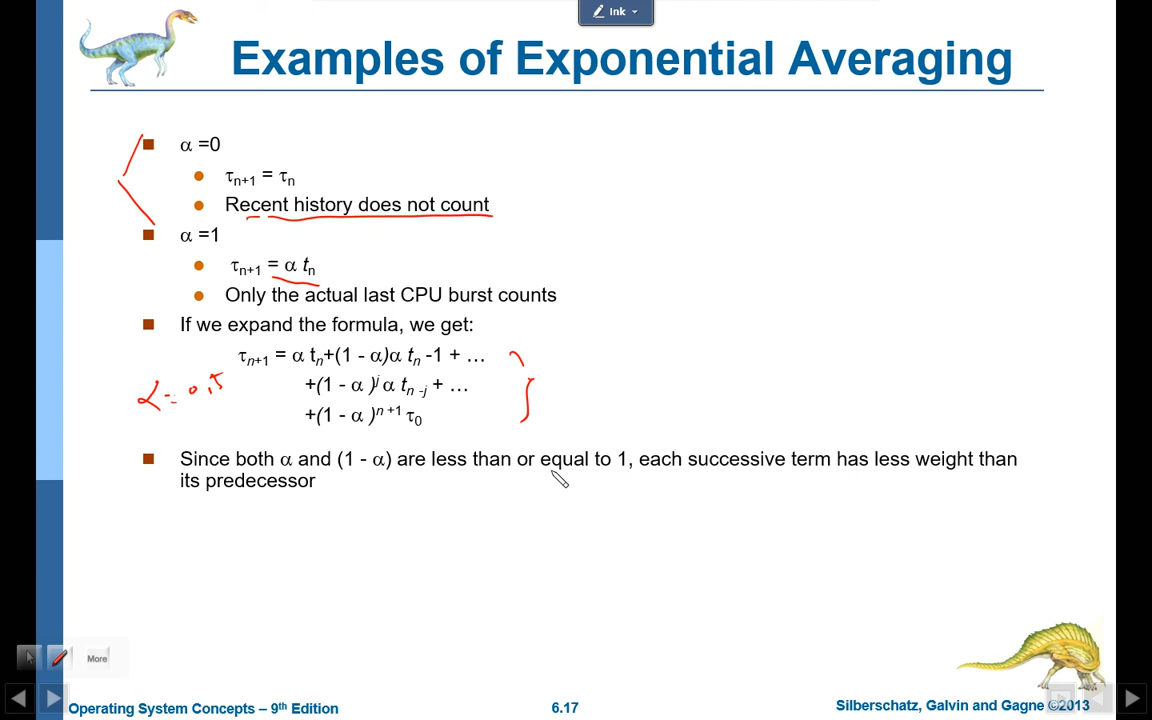 Ink
Examples of Exponential Averaging
α =0
τn+1 = τn
Recent history does not count
α =1
τn+1 = α tn
Only the actual last CPU burst counts
If we expand the formula, we get:
τn+1 = α tn+(1 - α)α tn -1 + …
+(1 - α )j α tn -j + …
+(1 - α )n +1 τ0
α = 0.5
Since both α and (1 - α) are less than or equal to 1, each successive term has less weight than
its predecessor
More
Operating System Concepts – 9th Edition
6.17
Silberschatz, Galvin and Gagne ©2013